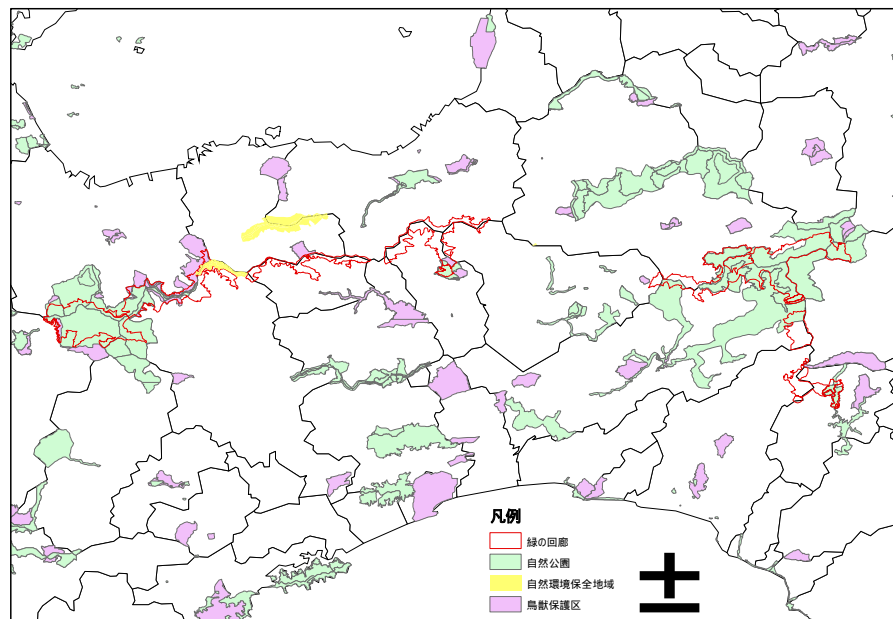 凡例
緑の回廊
自然公園
自然環境保全地域
鳥獣保護区